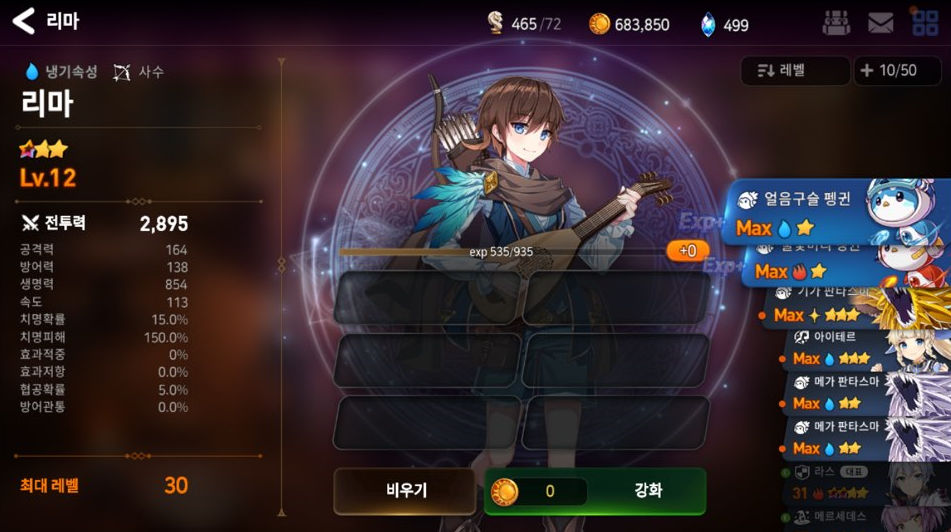 리마
465/72
683,850
499
냉기속성 사수
리마
Lv.12
전투력 2,895
공격력 164
방어력 138
생명력 854
속도 113
치명확률 15.0%
치명피해 150.0%
효과적중 0%
효과저항 0.0%
협공확률 5.0%
방어관통 0.0%
최대 레벨 30
exp 535/935
+0
Exp+
Exp+
비우기
0 강화
레벨
+ 10/50
얼음구슬 펭귄
Max
Max
기가 판타스마
Max
아이테르
Max
메가 판타스마
Max
메가 판타스마
Max
라스 대표
31
메르세데스